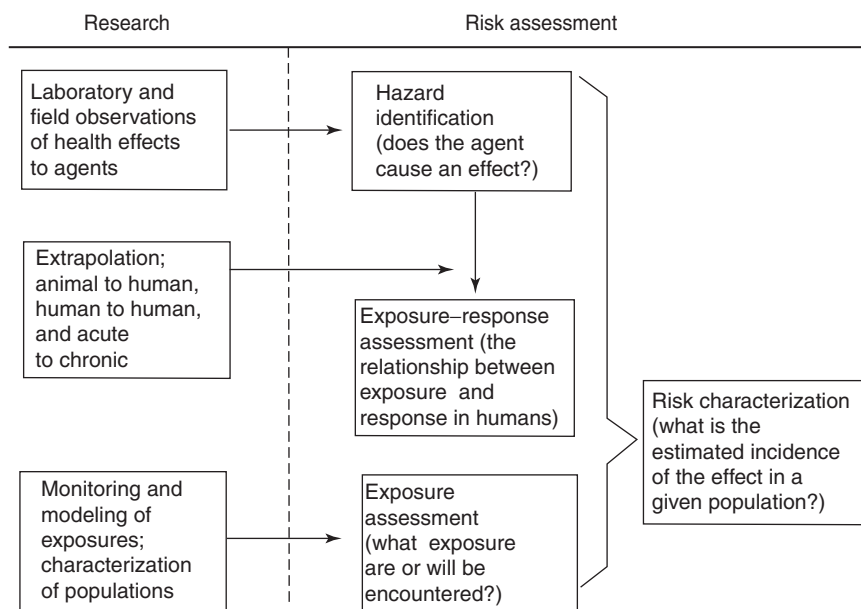 Research
Risk assessment
Laboratory and
field observations
of health effects
to agents
Hazard
identification
(does the agent
cause an effect?)
Extrapolation;
animal to human,
human to human,
and acute
to chronic
Exposure–response
assessment (the
relationship between
exposure and
response in humans)
Risk characterization
(what is the
estimated incidence
of the effect in a
given population?)
Monitoring and
modeling of
exposures;
characterization
of populations
Exposure
assessment
(what exposure
are or will be
encountered?)